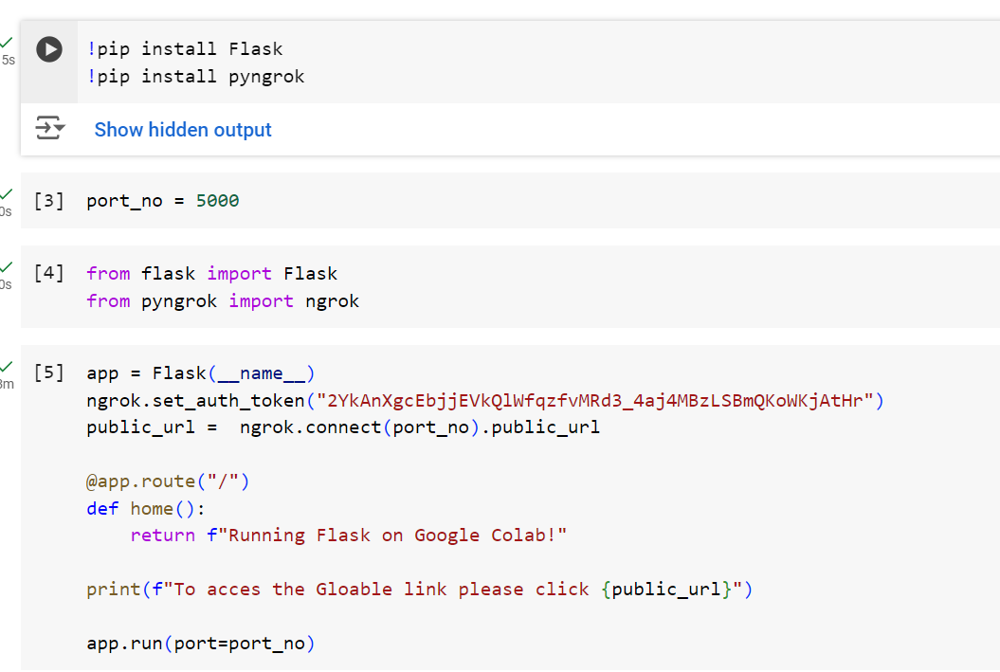 5s
!pip install Flask
!pip install pyngrok
Show hidden output
0s
[3] port_no = 5000
0s
[4] from flask import Flask
from pyngrok import ngrok
3m
[5] app = Flask(__name__)
ngrok.set_auth_token("2YkAnXgcEbjjEVkQlWfqzfvMRd3_4aj4MBzLSBmQKoWKjAtHr")
public_url =  ngrok.connect(port_no).public_url
@app.route("/")
def home():
    return f"Running Flask on Google Colab!"
print(f"To acces the Gloable link please click {public_url}")
app.run(port=port_no)